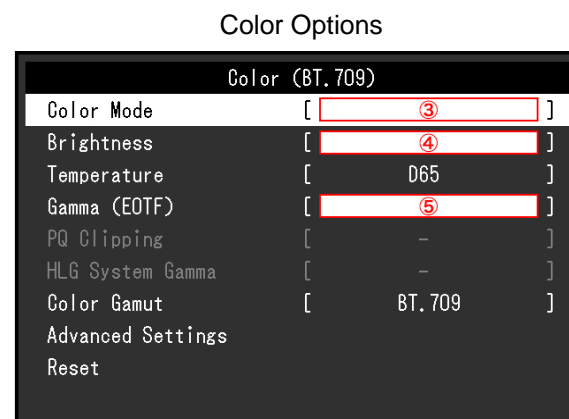 Color Options
Color (BT.709)
Color Mode [ ③ ]
Brightness [ ④ ]
Temperature [ D65 ]
Gamma (EOTF) [ ⑤ ]
PQ Clipping [ – ]
HLG System Gamma [ – ]
Color Gamut [ BT.709 ]
Advanced Settings
Reset